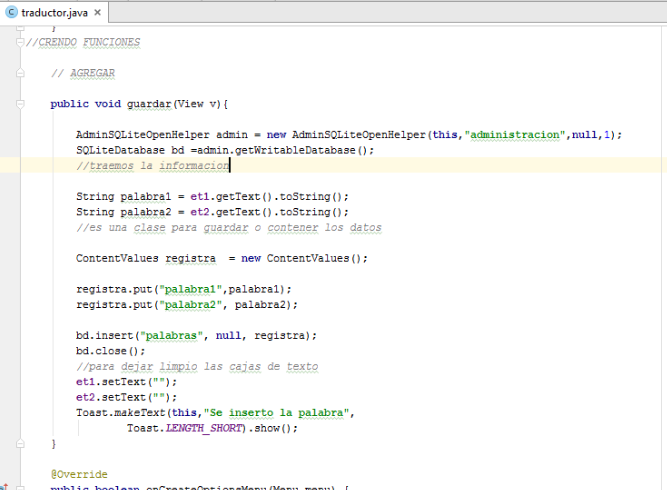 traductor.java
}
//CRENDO FUNCIONES
// AGREGAR
public void guardar(View v){
AdminSQLiteOpenHelper admin = new AdminSQLiteOpenHelper(this,"administracion",null,1);
SQLiteDatabase bd =admin.getWritableDatabase();
//traemos la informacion
String palabra1 = et1.getText().toString();
String palabra2 = et2.getText().toString();
//es una clase para guardar o contener los datos
ContentValues registra  = new ContentValues();
registra.put("palabra1",palabra1);
registra.put("palabra2", palabra2);
bd.insert("palabras", null, registra);
bd.close();
//para dejar limpio las cajas de texto
et1.setText("");
et2.setText("");
Toast.makeText(this,"Se inserto la palabra",
Toast.LENGTH_SHORT).show();
}
@Override
public boolean onCreateOptionsMenu(Menu menu) {